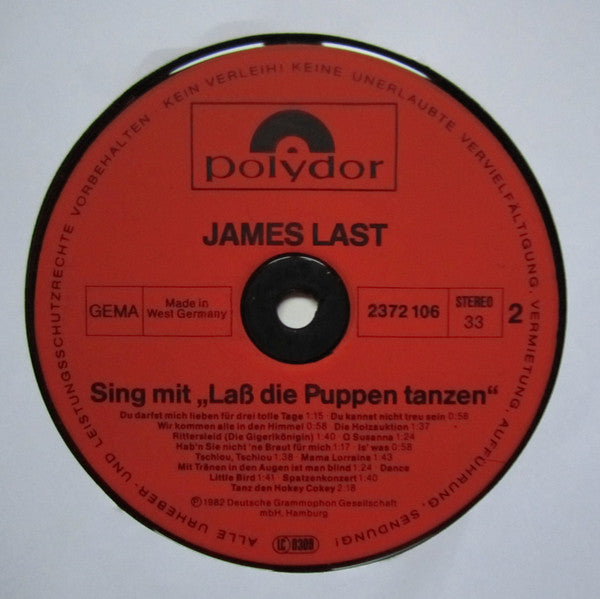 ALLE URHEBER- UND LEISTUNGSSCHUTZRECHTE VORBEHALTEN · KEIN VERLEIH! KEINE UNERLAUBTE VERVIELFÄLTIGUNG, VERMIETUNG, AUFFÜHRUNG, SENDUNG!
polydor
JAMES LAST
GEMA Made in West Germany 2372 106 STEREO 33 2
Sing mit „Laß die Puppen tanzen“
Du darfst mich lieben für drei tolle Tage 1:15 · Du kannst nicht treu sein 0:58
Wir kommen alle in den Himmel 0:58 · Die Holzauktion 1:37
Rittersleid (Die Gigerlkönigin) 1:40 · O Susanna 1:24
Hab'n Sie nicht 'ne Braut für mich 1:17 · Is' was 0:58
Tschiou, Tschiou 1:38 · Mama Lorraine 1:43
Mit Tränen in den Augen ist man blind 1:24 · Dance
Little Bird 1:41 · Spatzenkonzert 1:40
Tanz den Hokey Cokey 2:18
Ⓟ 1982 Deutsche Grammophon Gesellschaft
mbH, Hamburg
LC 0309